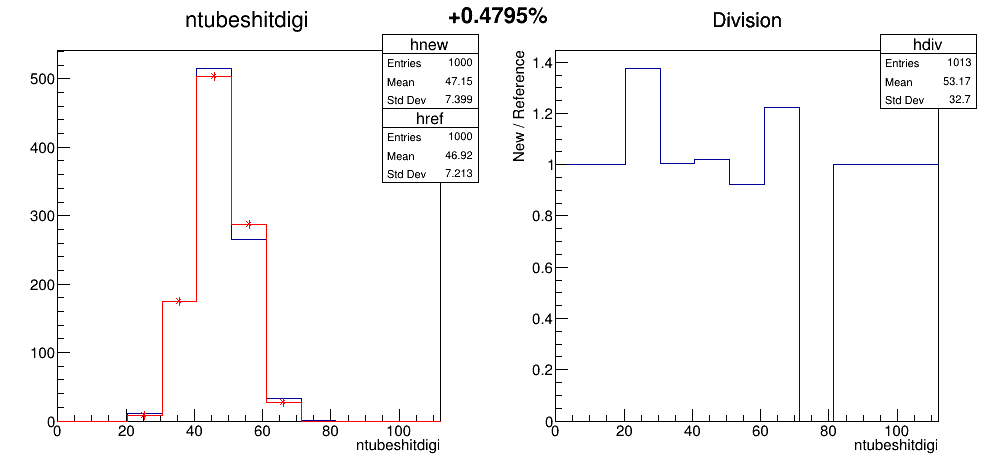 +0.4795%
ntubeshitdigi
hnew
Entries 1000
Mean 47.15
Std Dev 7.399
href
Entries 1000
Mean 46.92
Std Dev 7.213
500
400
300
200
100
0
0 20 40 60 80 100
ntubeshitdigi
Division
hdiv
Entries 1013
Mean 53.17
Std Dev 32.7
New / Reference
1.4
1.2
1
0.8
0.6
0.4
0.2
0
0 20 40 60 80 100
ntubeshitdigi